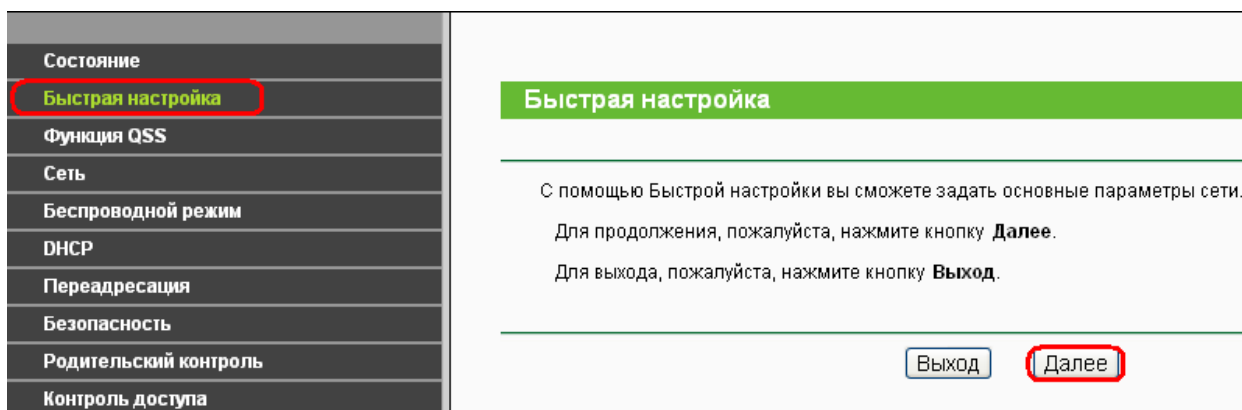 Состояние
Быстрая настройка
Функция QSS
Сеть
Беспроводной режим
DHCP
Переадресация
Безопасность
Родительский контроль
Контроль доступа
Быстрая настройка
С помощью Быстрой настройки вы сможете задать основные параметры сети.
Для продолжения, пожалуйста, нажмите кнопку Далее.
Для выхода, пожалуйста, нажмите кнопку Выход.
Выход Далее